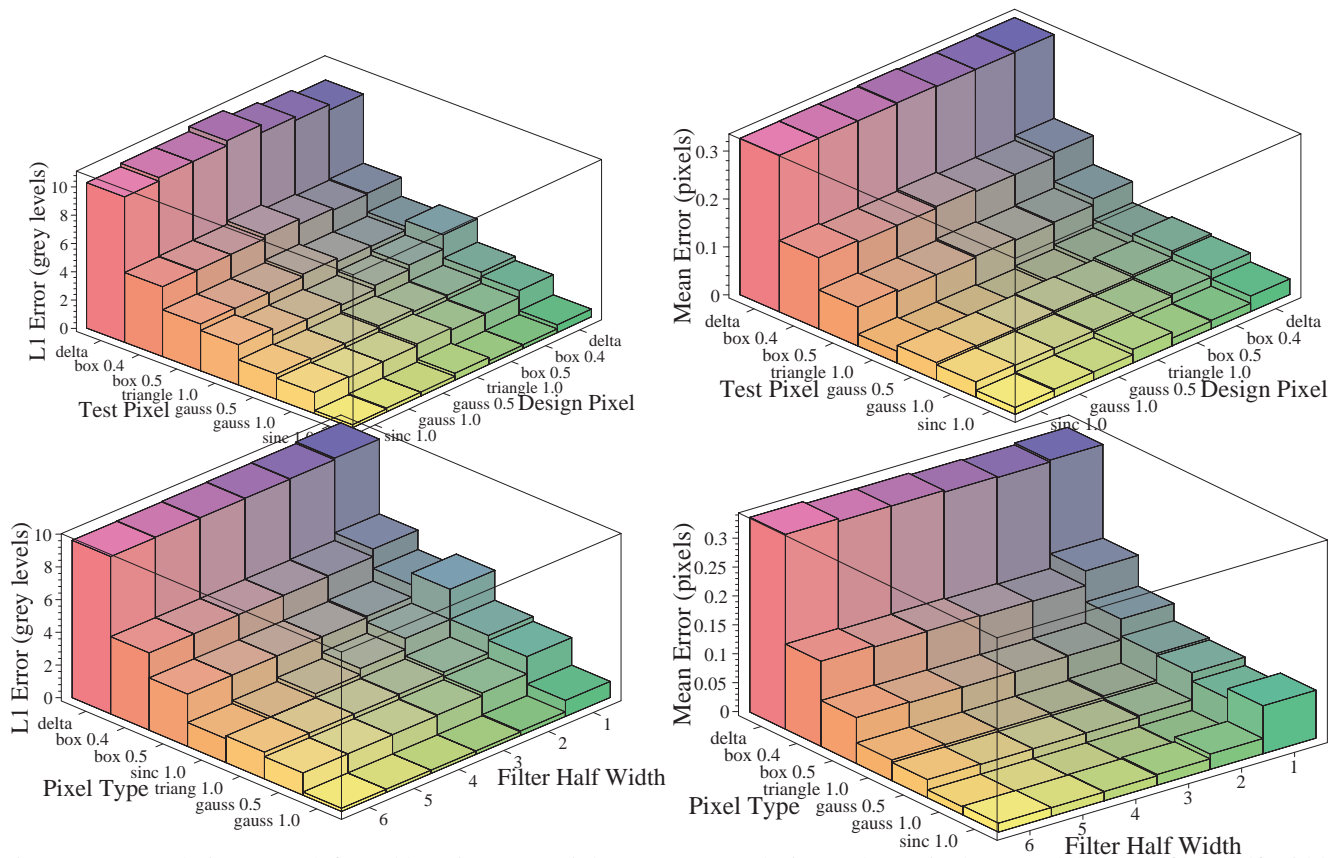 L1 Error (grey levels)
10
8
6
4
2
0
delta
box 0.4
box 0.5
triangle 1.0
gauss 0.5
gauss 1.0
sinc 1.0
Test Pixel
sinc 1.0
gauss 1.0
gauss 0.5
triangle 1.0
box 0.5
box 0.4
delta
Design Pixel
Mean Error (pixels)
0.3
0.2
0.1
0
delta
box 0.4
box 0.5
triangle 1.0
gauss 0.5
gauss 1.0
sinc 1.0
Test Pixel
sinc 1.0
gauss 1.0
gauss 0.5
triangle 1.0
box 0.5
box 0.4
delta
Design Pixel
L1 Error (grey levels)
10
8
6
4
2
0
delta
box 0.4
box 0.5
sinc 1.0
triang 1.0
gauss 0.5
gauss 1.0
Pixel Type
6
5
4
3
2
1
Filter Half Width
Mean Error (pixels)
0.3
0.25
0.2
0.15
0.1
0.05
0
delta
box 0.4
box 0.5
triangle 1.0
gauss 0.5
gauss 1.0
sinc 1.0
Pixel Type
6
5
4
3
2
1
Filter Half Width